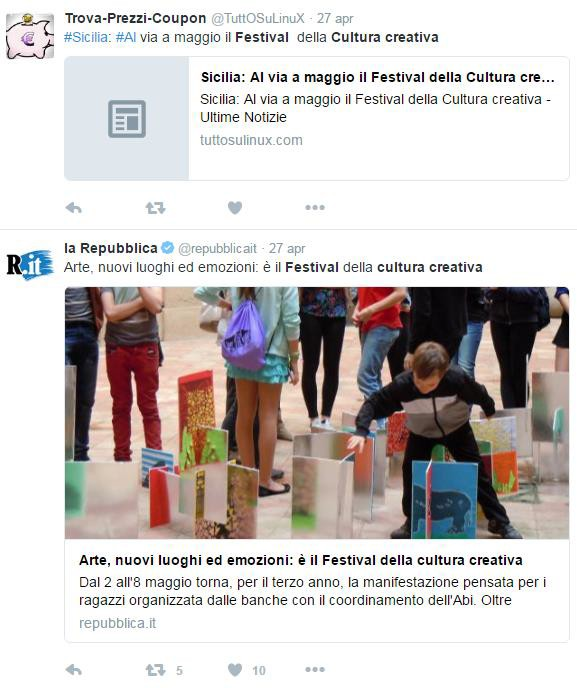 Trova-Prezzi-Coupon @TuttOSuLinuX · 27 apr
#Sicilia: #Al via a maggio il Festival della Cultura creativa
Sicilia: Al via a maggio il Festival della Cultura cre...
Sicilia: Al via a maggio il Festival della Cultura creativa -
Ultime Notizie
tuttosulinux.com
la Repubblica @repubblicait · 27 apr
R.it
Arte, nuovi luoghi ed emozioni: è il Festival della cultura creativa
Arte, nuovi luoghi ed emozioni: è il Festival della cultura creativa
Dal 2 all'8 maggio torna, per il terzo anno, la manifestazione pensata per i
ragazzi organizzata dalle banche con il coordinamento dell'Abi. Oltre
repubblica.it
5 10